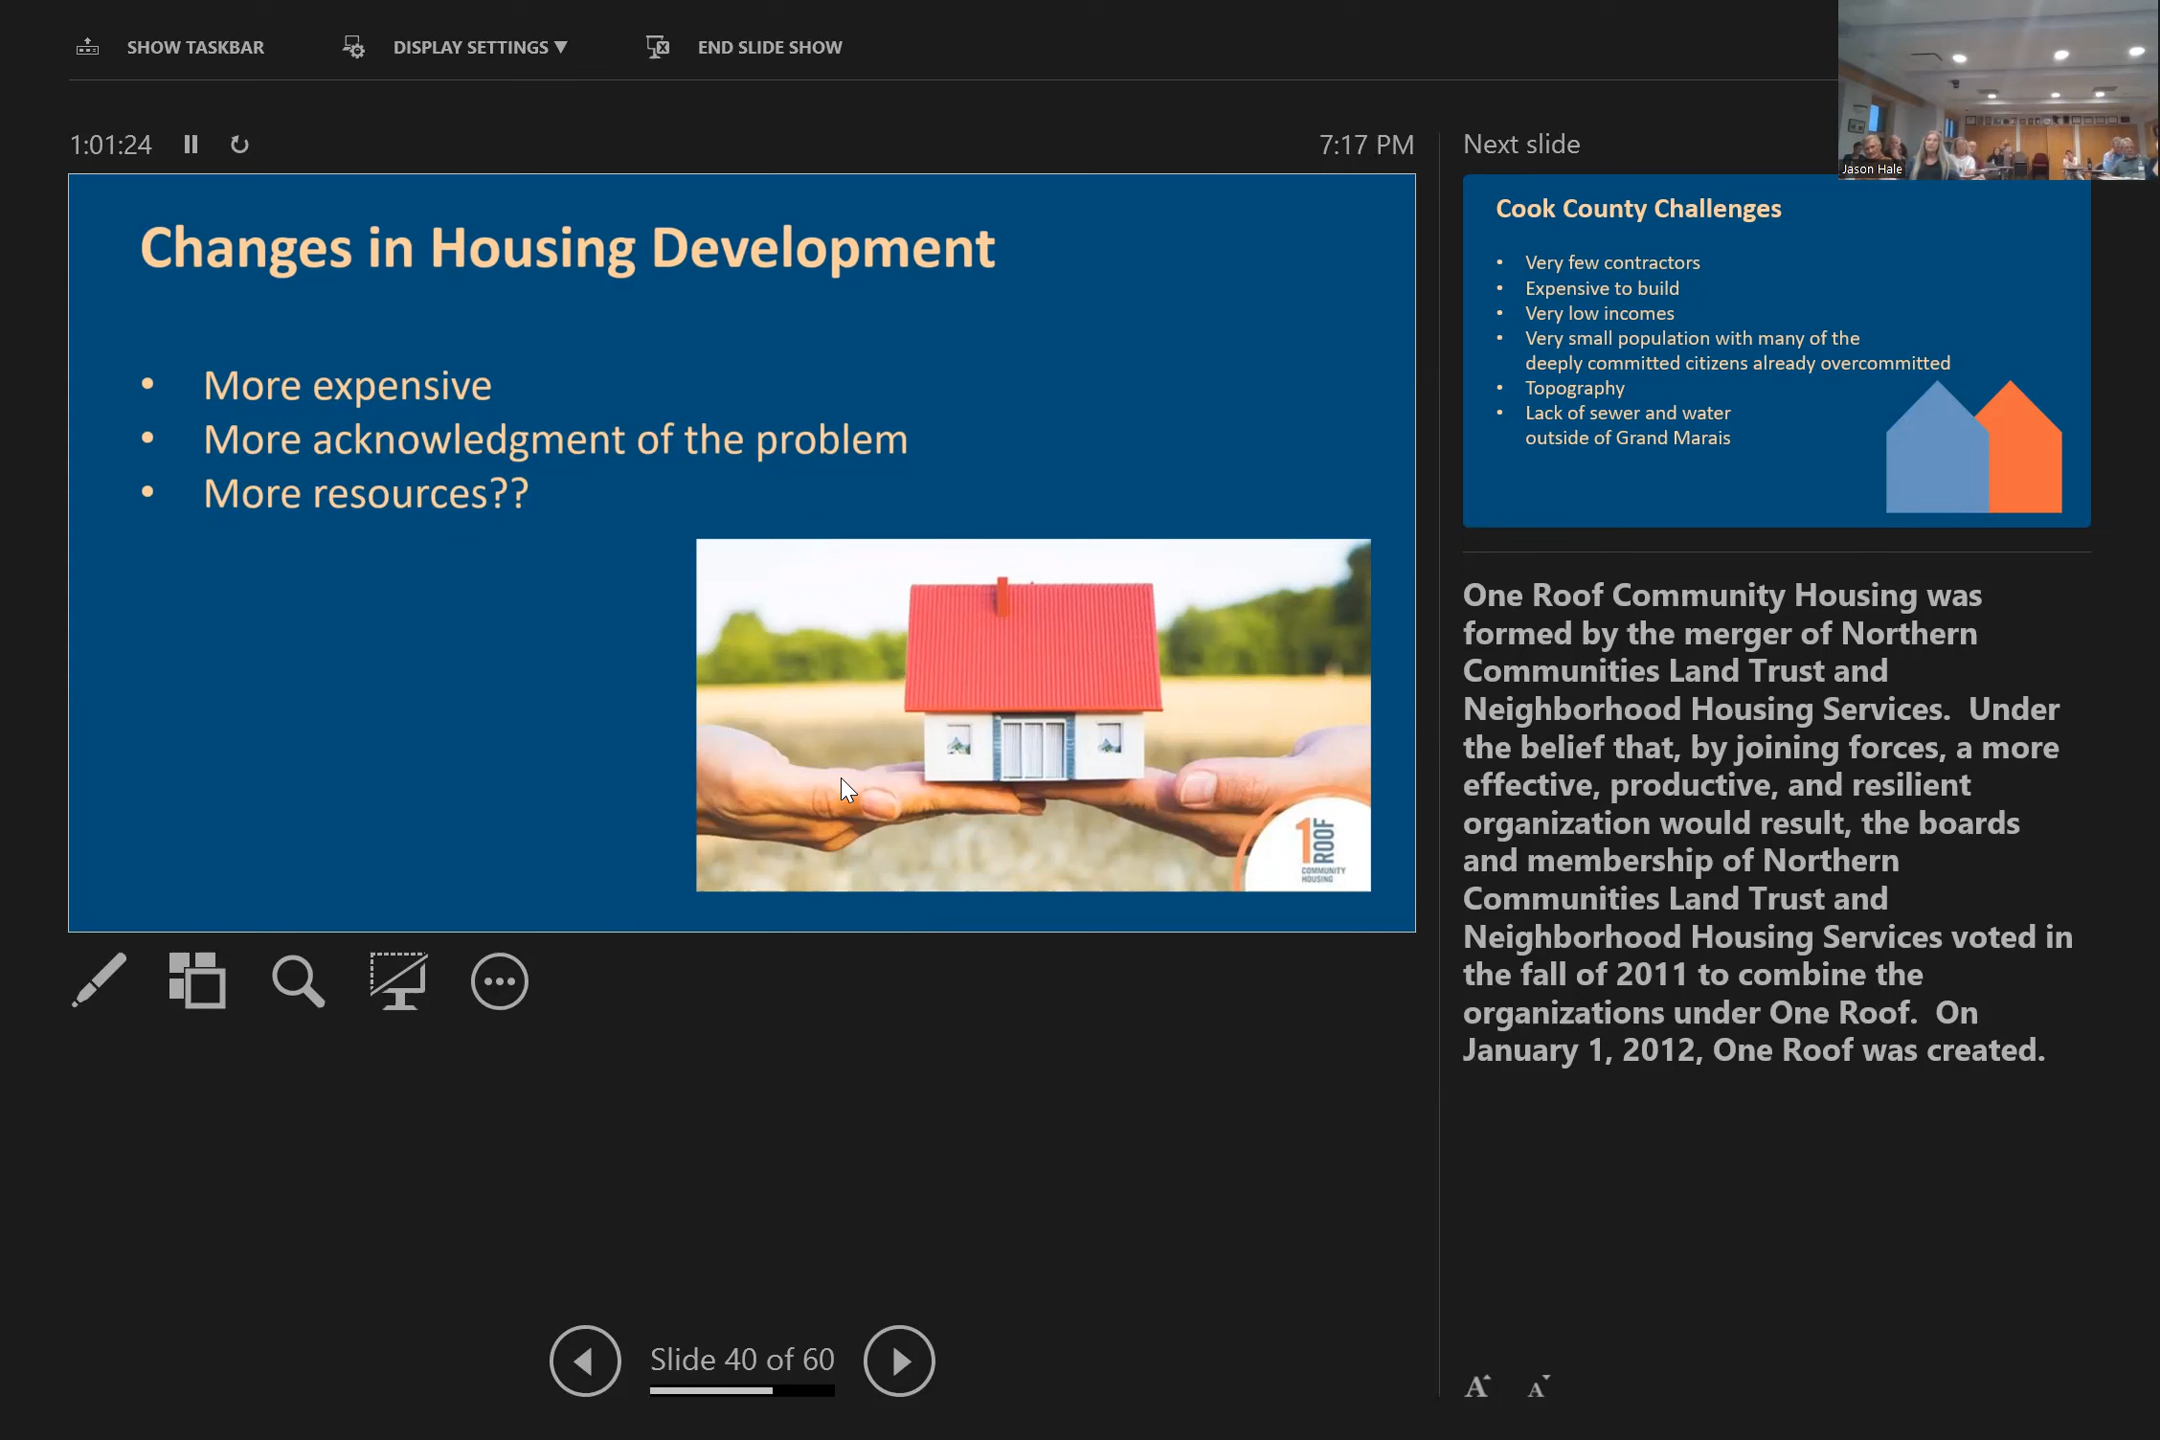 SHOW TASKBAR
DISPLAY SETTINGS ▼
END SLIDE SHOW
1:01:24
7:17 PM
Changes in Housing Development
• More expensive
• More acknowledgment of the problem
• More resources??
1 ROOF
COMMUNITY
HOUSING
Slide 40 of 60
Next slide
Jason Hale
Cook County Challenges
• Very few contractors
• Expensive to build
• Very low incomes
• Very small population with many of the
deeply committed citizens already overcommitted
• Topography
• Lack of sewer and water
outside of Grand Marais
One Roof Community Housing was
formed by the merger of Northern
Communities Land Trust and
Neighborhood Housing Services.  Under
the belief that, by joining forces, a more
effective, productive, and resilient
organization would result, the boards
and membership of Northern
Communities Land Trust and
Neighborhood Housing Services voted in
the fall of 2011 to combine the
organizations under One Roof.  On
January 1, 2012, One Roof was created.
A A